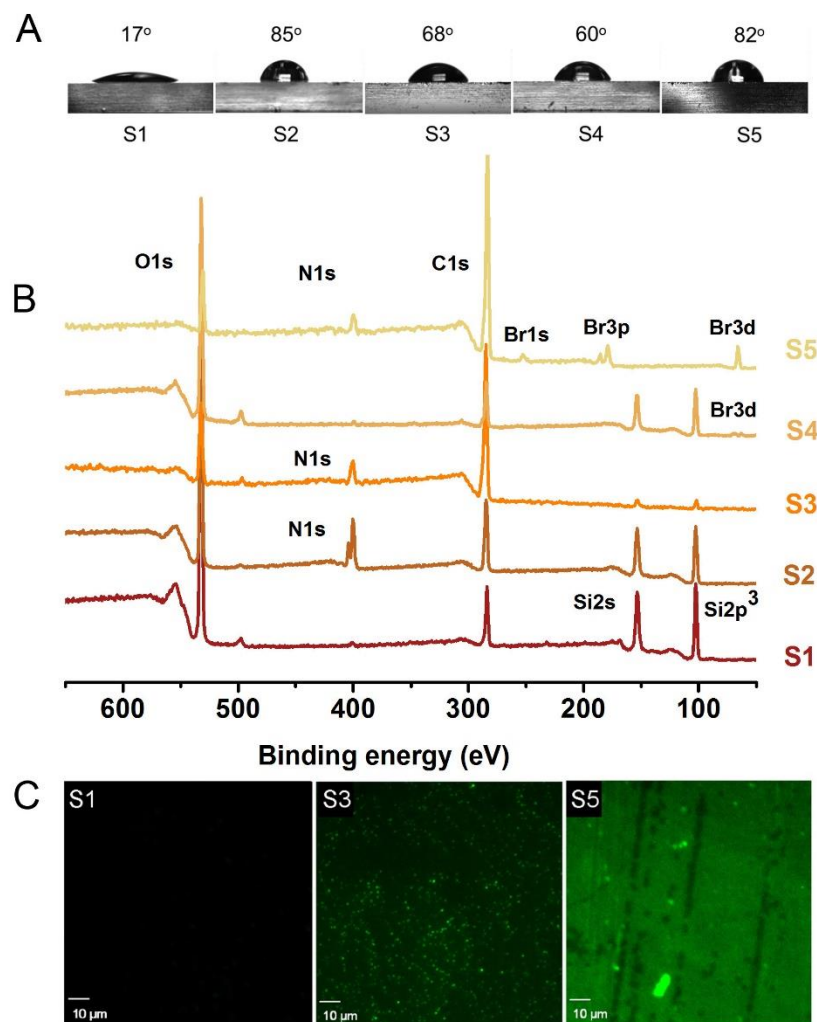 A
17° 85° 68° 60° 82°
S1 S2 S3 S4 S5
B
O1s N1s C1s
Br1s Br3p Br3d
S5
Br3d
S4
N1s
S3
N1s
S2
Si2s Si2p³
S1
600 500 400 300 200 100
Binding energy (eV)
C
S1 S3 S5
10 µm 10 µm 10 µm